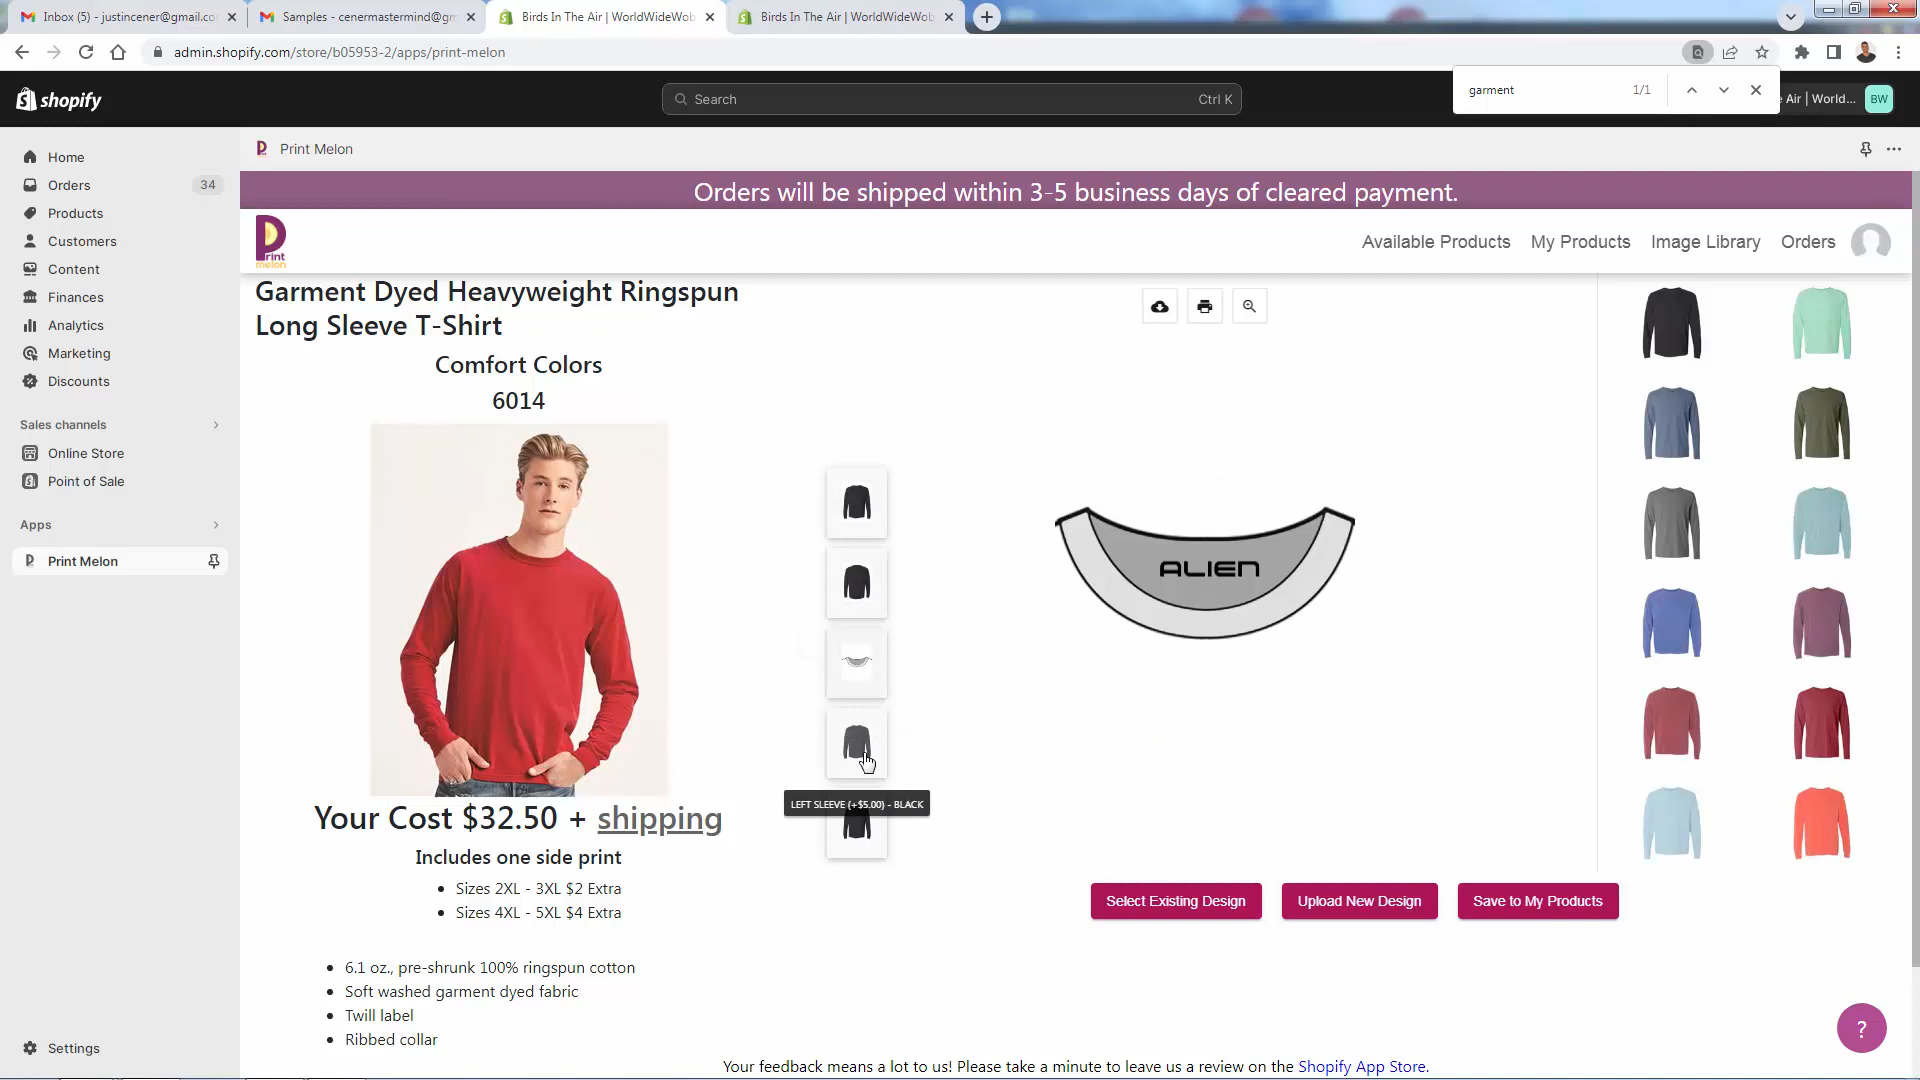 Inbox (5) - justincener@gmail.co
Samples - cenermastermind@gm
Birds In The Air | WorldWideWob
Birds In The Air | WorldWideWob
admin.shopify.com/store/b05953-2/apps/print-melon
shopify
Search
Ctrl K
garment
1/1
e Air | World...
BW
Home
Orders
34
Products
Customers
Content
Finances
Analytics
Marketing
Discounts
Sales channels
Online Store
Point of Sale
Apps
Print Melon
Settings
Print Melon
Orders will be shipped within 3-5 business days of cleared payment.
Print
melon
Available Products
My Products
Image Library
Orders
Garment Dyed Heavyweight Ringspun
Long Sleeve T-Shirt
Comfort Colors
6014
Your Cost $32.50 + shipping
Includes one side print
Sizes 2XL - 3XL $2 Extra
Sizes 4XL - 5XL $4 Extra
6.1 oz., pre-shrunk 100% ringspun cotton
Soft washed garment dyed fabric
Twill label
Ribbed collar
LEFT SLEEVE (+$5.00) - BLACK
ALIEN
Select Existing Design
Upload New Design
Save to My Products
?
Your feedback means a lot to us! Please take a minute to leave us a review on the Shopify App Store.